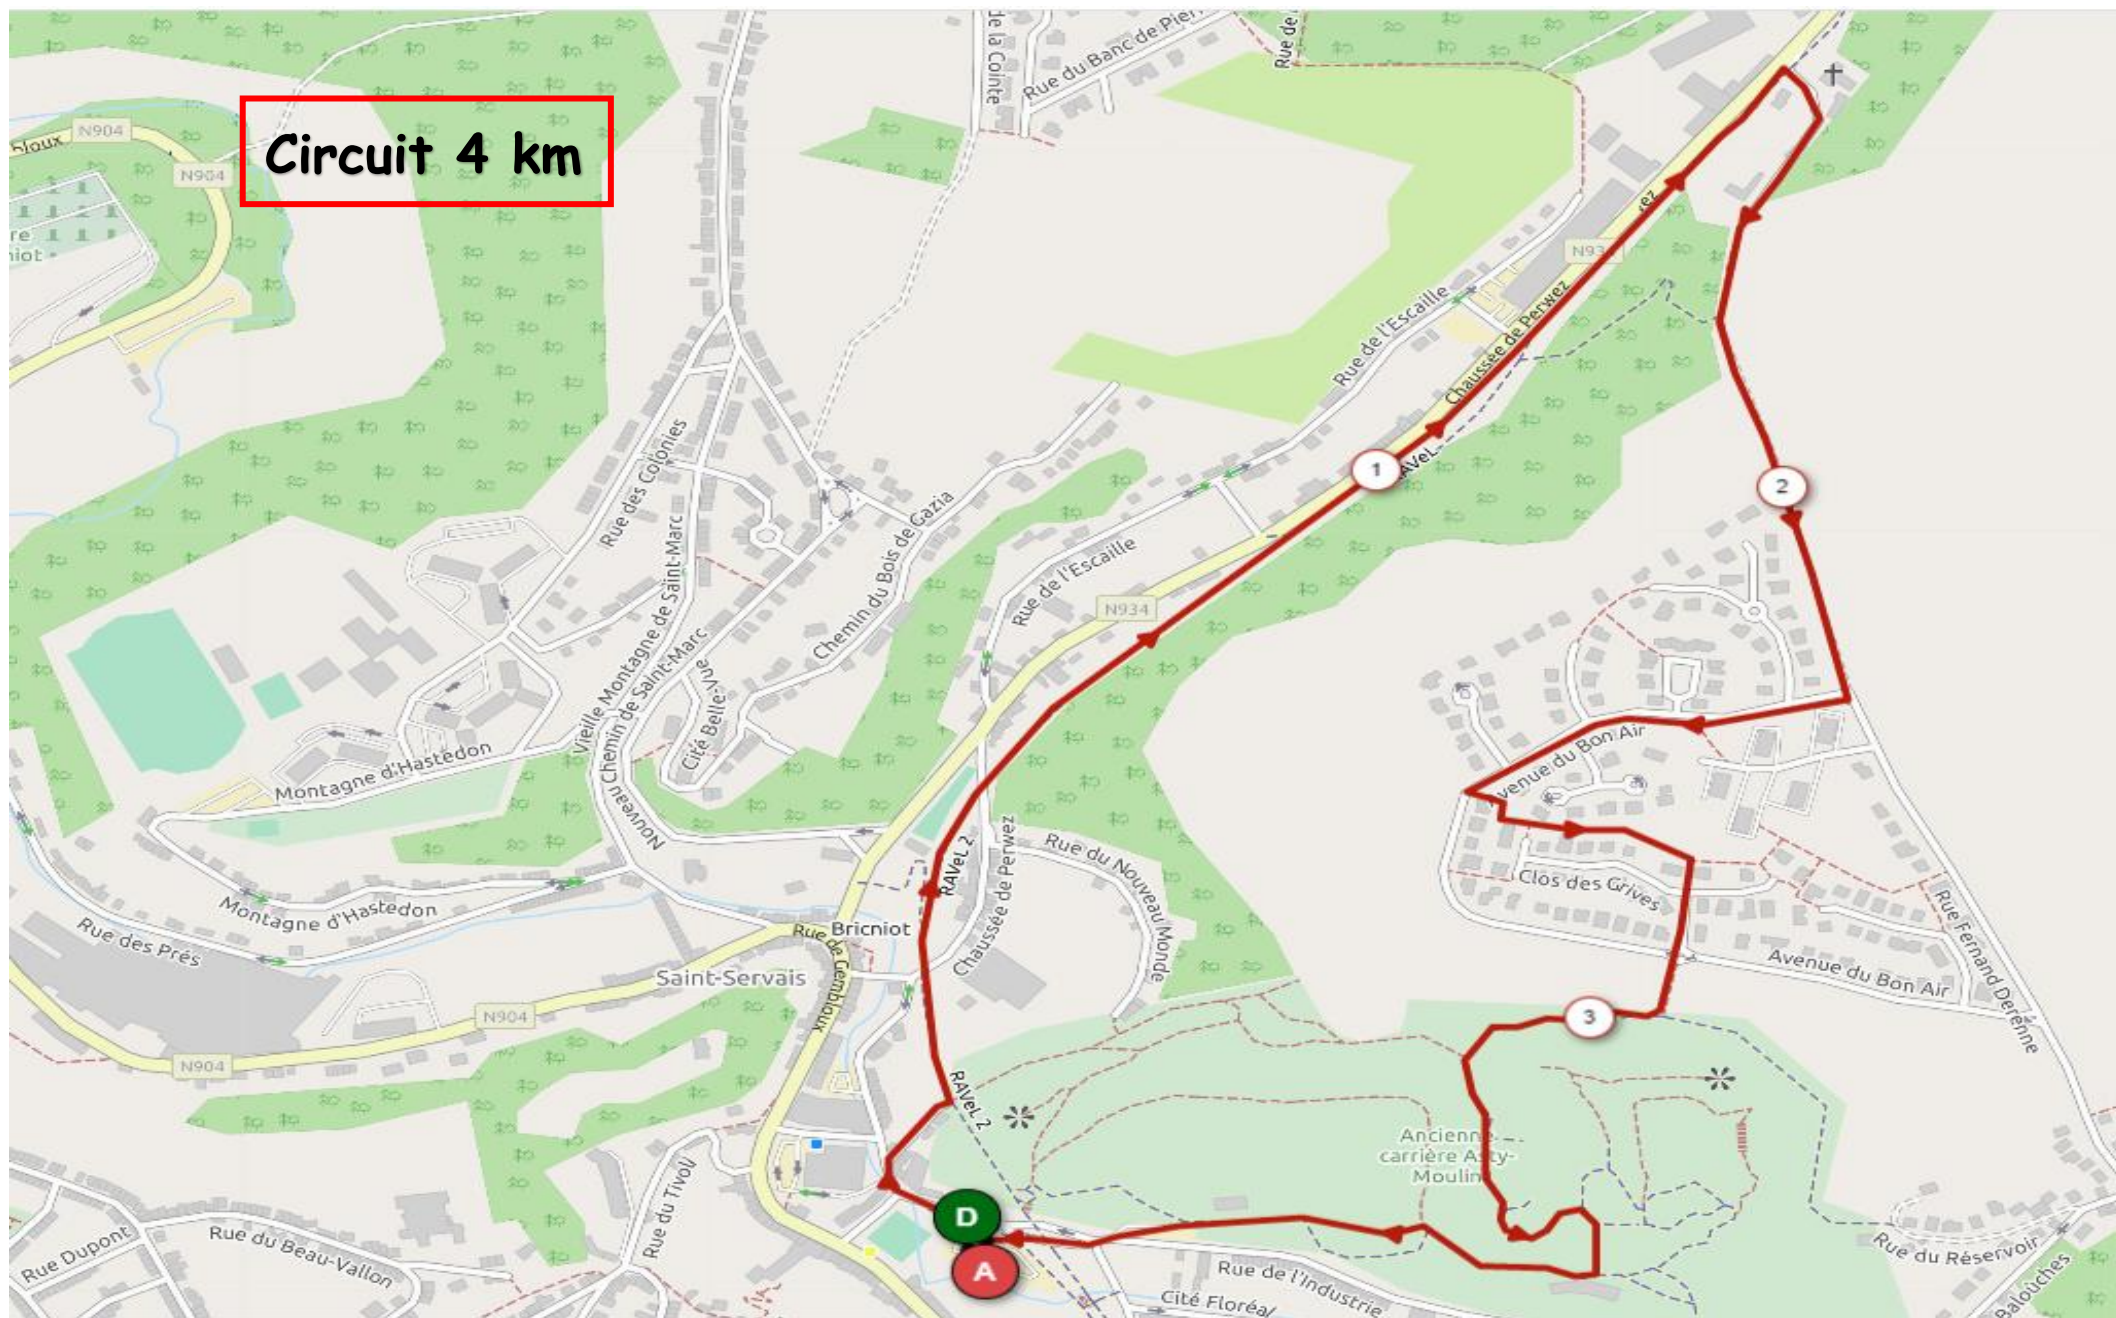 Circuit 4 km
N904
N904
Rue du Banc de Pier
de la Cointe
Rue de
N93
Chaussée de Perwez
ez
Rue de l'Escaille
1
RAVeL
2
Rue des Colonies
Vieille Montagne de Saint-Marc
Nouveau Chemin de Saint-Marc
Cité Belle-Vue
Chemin du Bois de Gazia
Rue de l'Escaille
N934
Montagne d'Hastedon
Avenue du Bon Air
RAVeL 2
Chaussée de Perwez
Rue du Nouveau Monde
Clos des Grives
Rue Fernand Derenne
Montagne d'Hastedon
Rue des Prés
Bricniot
Rue de Gembloux
Saint-Servais
Avenue du Bon Air
N904
3
N904
RAVeL 2
Ancienne
carrière Asty-
Moulin
D
A
Rue du Tivoli
Rue Dupont
Rue du Beau-Vallon
Rue de l'Industrie
Cité Floréal
Rue du Réservoir
Balouches